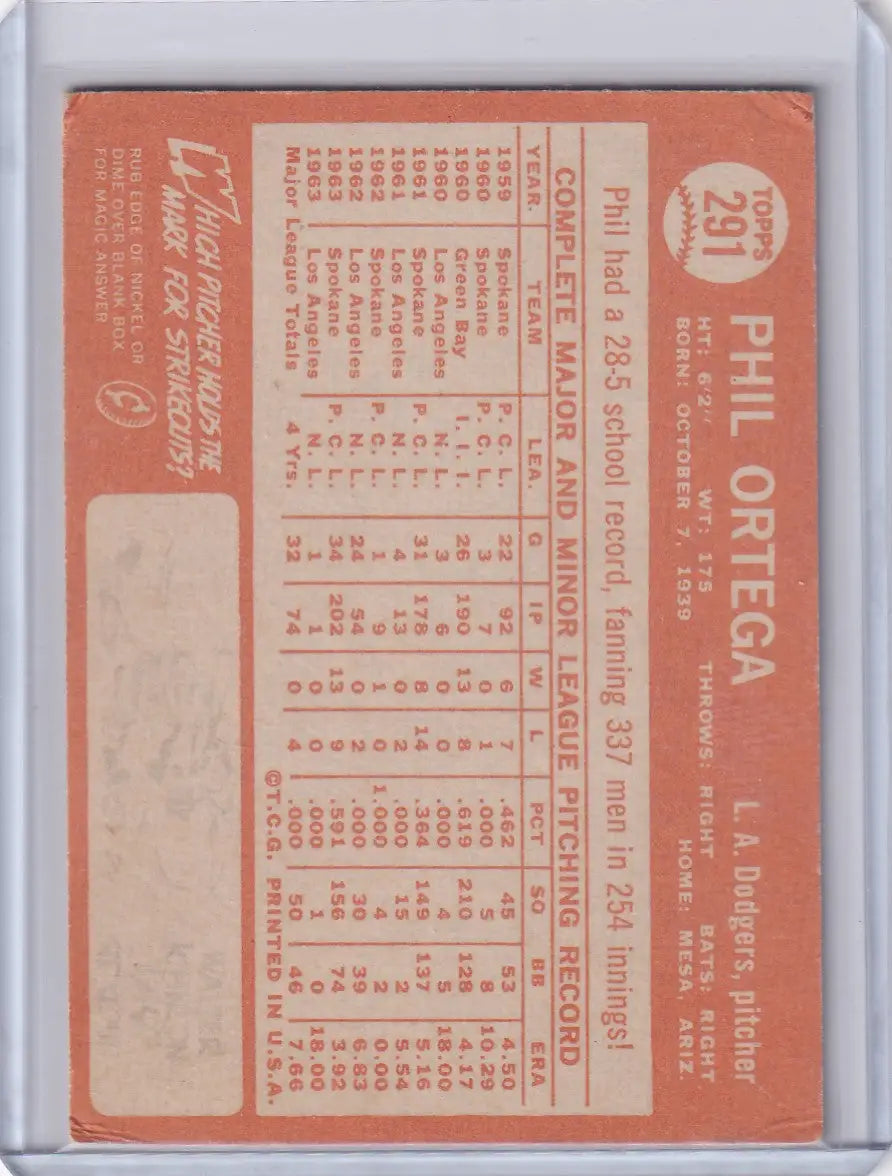 TOPPS
291
PHIL ORTEGA L. A. Dodgers, pitcher
HT: 6'2" WT: 175 THROWS: RIGHT BATS: RIGHT
BORN: OCTOBER 7, 1939 HOME: MESA, ARIZ.
Phil had a 28-5 school record, fanning 337 men in 254 innings!
COMPLETE MAJOR AND MINOR LEAGUE PITCHING RECORD
YEAR TEAM LEA. G IP W L PCT SO BB ERA
1959 Spokane P. C. L. 22 92 6 7 .462 45 53 4.50
1960 Spokane P. C. L. 3 7 0 1 .000 5 8 10.29
1960 Green Bay I. I. I. 26 190 13 8 .619 210 128 4.17
1960 Los Angeles N. L. 3 6 0 0 .000 4 5 18.00
1961 Spokane P. C. L. 31 178 8 14 .364 149 137 5.16
1961 Los Angeles N. L. 4 13 0 2 .000 15 2 5.54
1962 Spokane P. C. L. 1 9 1 0 1.000 4 2 0.00
1962 Los Angeles N. L. 24 54 0 2 .000 30 39 6.83
1963 Spokane P. C. L. 34 202 13 9 .591 156 74 3.92
1963 Los Angeles N. L. 1 1 0 0 .000 1 0 18.00
Major League Totals 4 Yrs. 32 74 0 4 .000 50 46 7.66
©T.C.G. PRINTED IN U.S.A.
WHICH PITCHER HOLDS THE
MARK FOR STRIKEOUTS?
RUB EDGE OF NICKEL OR
DIME OVER BLANK BOX
FOR MAGIC ANSWER
WALTER